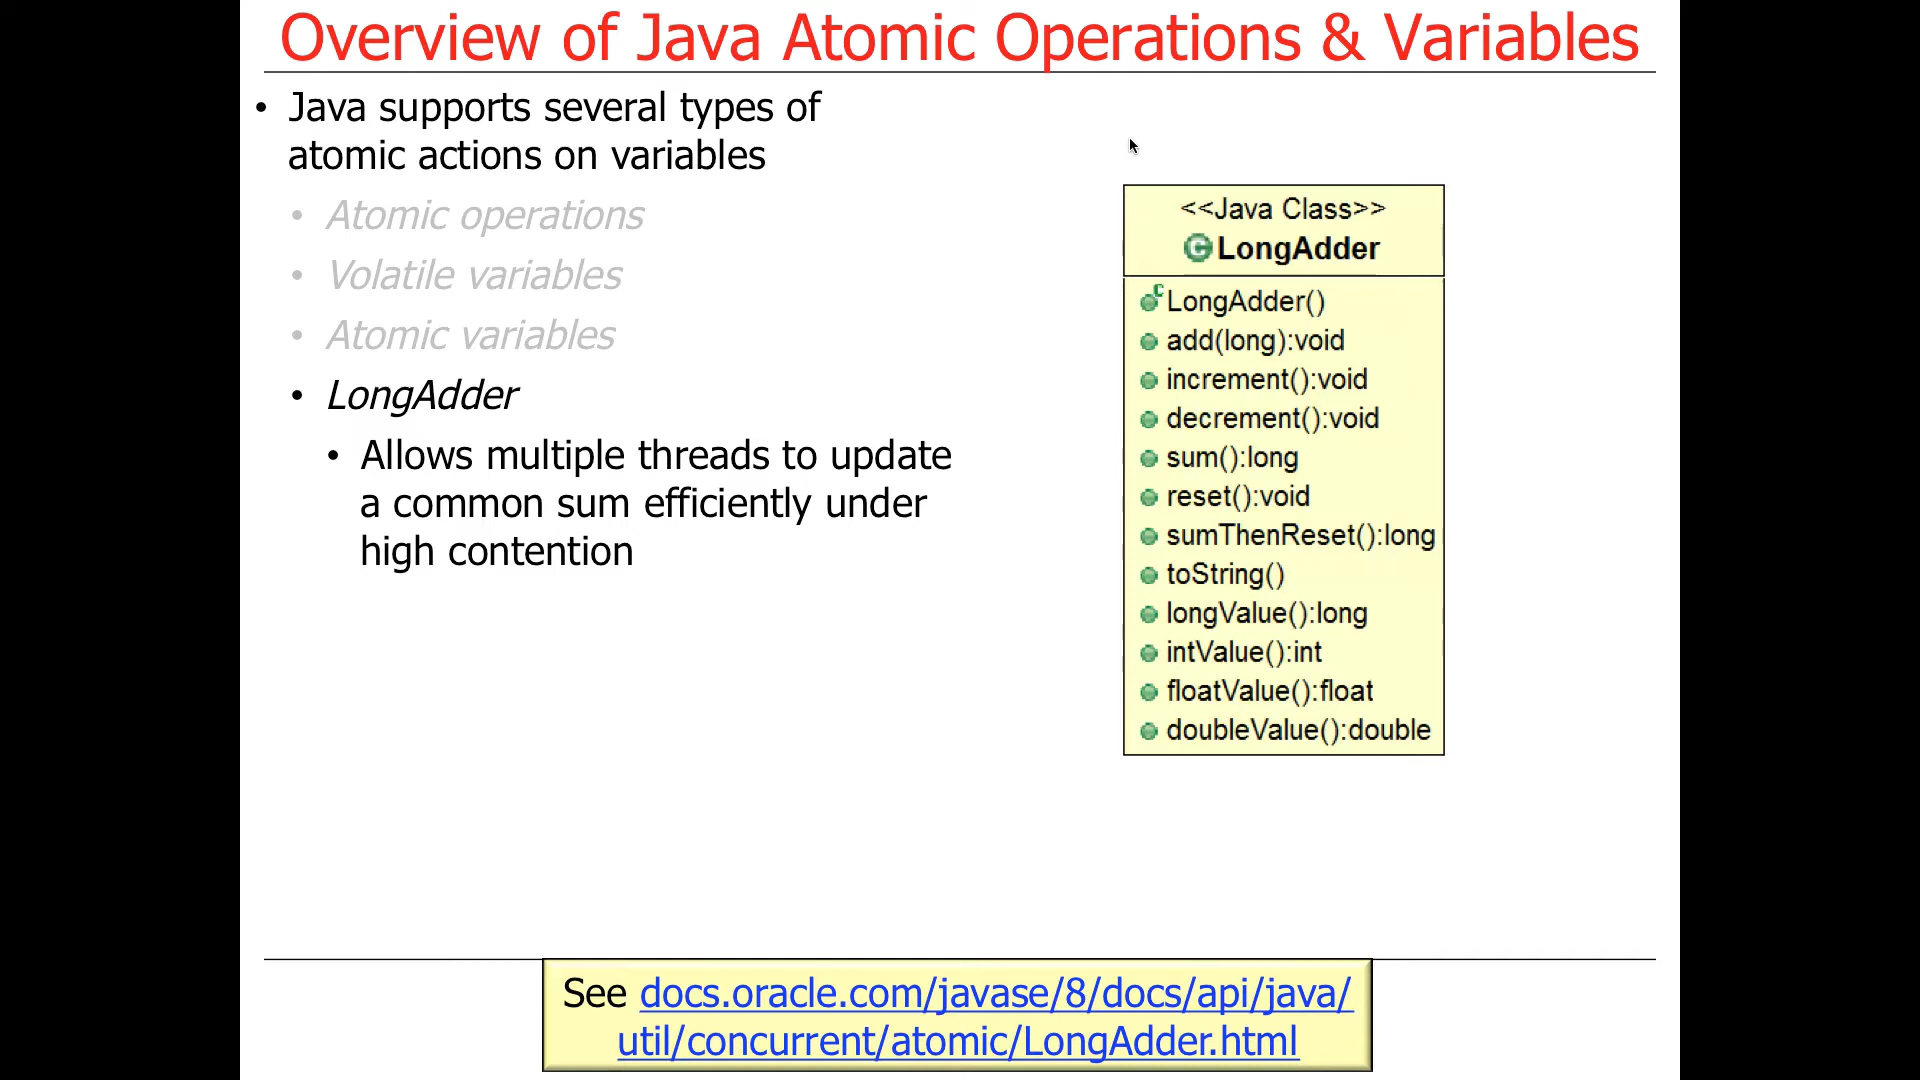 Overview of Java Atomic Operations & Variables
• Java supports several types of
atomic actions on variables
• Atomic operations
• Volatile variables
• Atomic variables
• LongAdder
• Allows multiple threads to update
a common sum efficiently under
high contention
<<Java Class>>
LongAdder
LongAdder()
add(long):void
increment():void
decrement():void
sum():long
reset():void
sumThenReset():long
toString()
longValue():long
intValue():int
floatValue():float
doubleValue():double
See docs.oracle.com/javase/8/docs/api/java/
util/concurrent/atomic/LongAdder.html